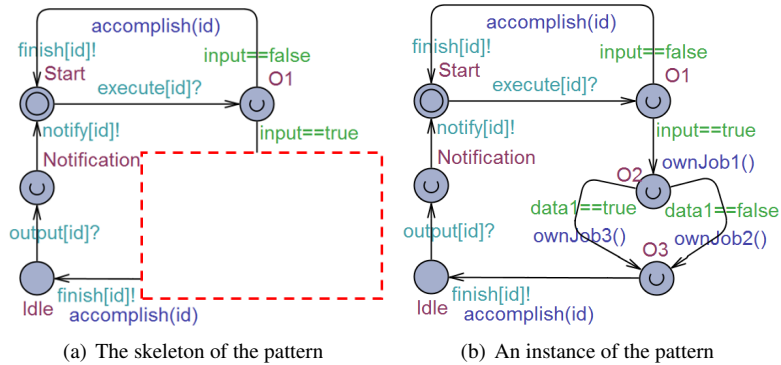 accomplish(id)
finish[id]!
input==false
Start
O1
execute[id]?
notify[id]!
input==true
Notification
output[id]?
finish[id]!
Idle
accomplish(id)
(a) The skeleton of the pattern
accomplish(id)
finish[id]!
input==false
Start
O1
execute[id]?
notify[id]!
input==true
Notification
ownJob1()
O2
data1==true
data1==false
output[id]?
ownJob3()
ownJob2()
O3
finish[id]!
Idle
accomplish(id)
(b) An instance of the pattern